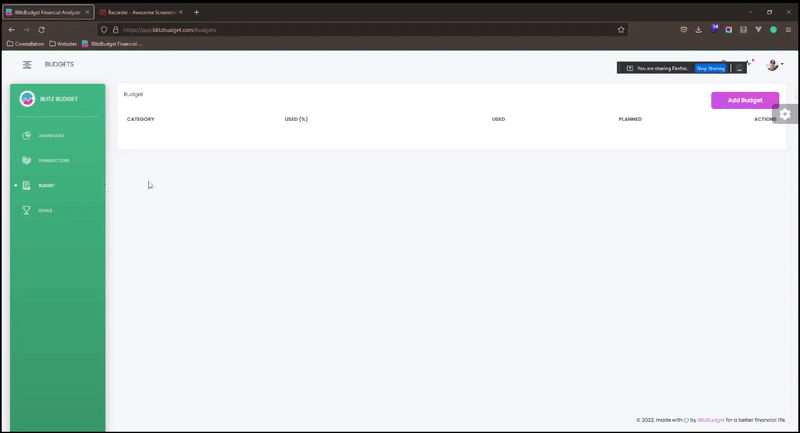 BlitzBudget Financial Analyzer
Recorder - Awesome Screensh
https://app.blitzbudget.com/budgets
Constellation
Websites
BlitzBudget Financial ...
BUDGETS
You are sharing Firefox.
Stop Sharing
BLITZ BUDGET
DASHBOARD
TRANSACTIONS
BUDGET
GOALS
Budget
Add Budget
CATEGORY USED (%) USED PLANNED ACTIONS
© 2022, made with ♡ by BlitzBudget for a better financial life.